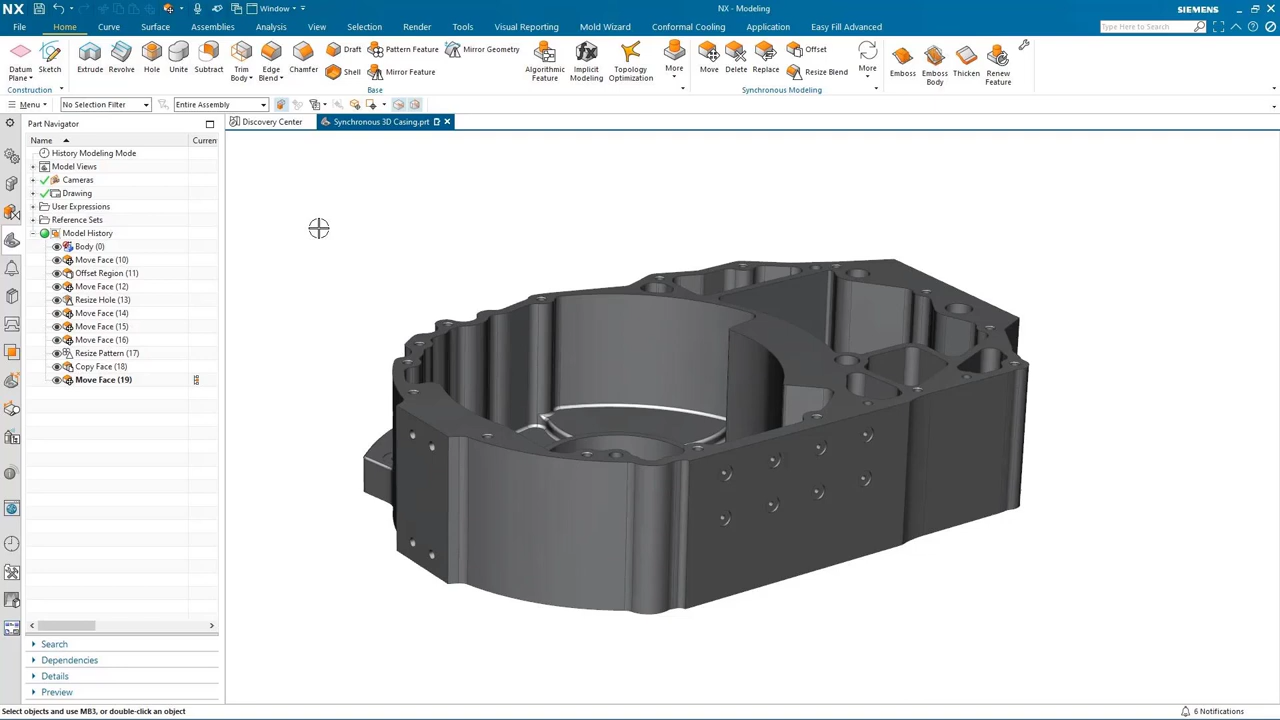 NX
Window
NX - Modeling
SIEMENS
File Home Curve Surface Assemblies Analysis View Selection Render Tools Visual Reporting Mold Wizard Conformal Cooling Application Easy Fill Advanced
Type Here to Search
Datum Plane
Sketch
Construction
Extrude
Revolve
Hole
Unite
Subtract
Trim Body
Edge Blend
Chamfer
Draft
Shell
Pattern Feature
Mirror Feature
Mirror Geometry
Algorithmic Feature
Implicit Modeling
Topology Optimization
More
Base
Move
Delete
Replace
Offset
Resize Blend
More
Synchronous Modeling
Emboss
Emboss Body
Thicken
Renew Feature
Menu
No Selection Filter
Entire Assembly
Part Navigator
Discovery Center
Synchronous 3D Casing.prt
Name
Curren
History Modeling Mode
Model Views
Cameras
Drawing
User Expressions
Reference Sets
Model History
Body (0)
Move Face (10)
Offset Region (11)
Move Face (12)
Resize Hole (13)
Move Face (14)
Move Face (15)
Move Face (16)
Resize Pattern (17)
Copy Face (18)
Move Face (19)
Search
Dependencies
Details
Preview
Select objects and use MB3, or double-click an object
6 Notifications